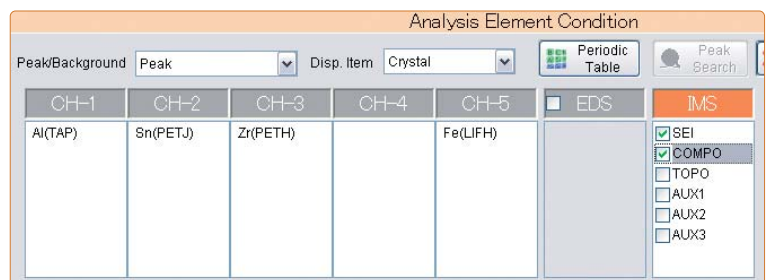 Analysis Element Condition
Peak/Background Peak Disp. Item Crystal Periodic Table Peak Search
CH-1 CH-2 CH-3 CH-4 CH-5 EDS IMS
Al(TAP) Sn(PETJ) Zr(PETH) Fe(LIFH) SEI
COMPO
TOPO
AUX1
AUX2
AUX3